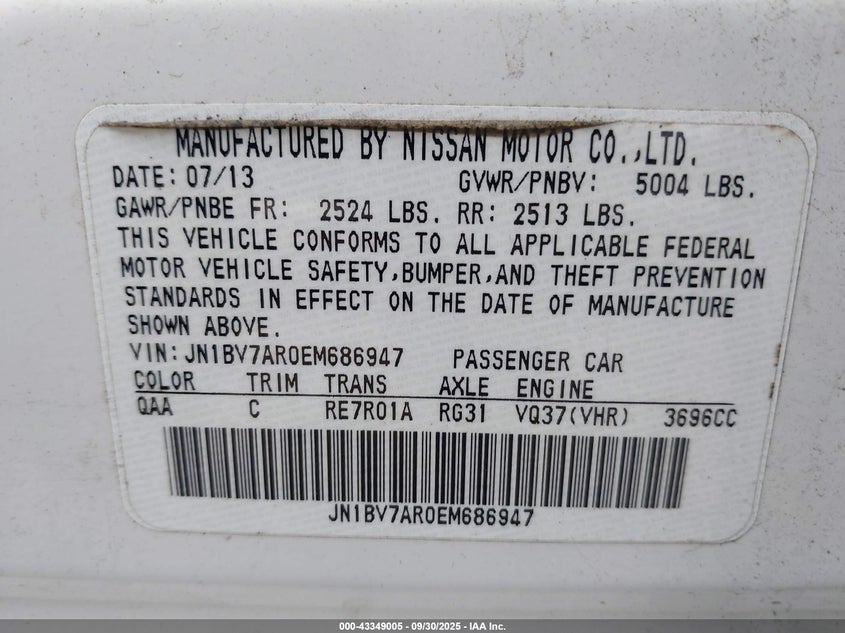 MANUFACTURED BY NISSAN MOTOR CO.,LTD.
DATE: 07/13 GVWR/PNBV: 5004 LBS.
GAWR/PNBE FR: 2524 LBS. RR: 2513 LBS.
THIS VEHICLE CONFORMS TO ALL APPLICABLE FEDERAL
MOTOR VEHICLE SAFETY,BUMPER,AND THEFT PREVENTION
STANDARDS IN EFFECT ON THE DATE OF MANUFACTURE
SHOWN ABOVE.
VIN:JN1BV7AR0EM686947 PASSENGER CAR
COLOR TRIM TRANS AXLE ENGINE
QAA C RE7R01A RG31 VQ37(VHR) 3696CC
JN1BV7AR0EM686947
000-43349005 - 09/30/2025 - IAA Inc.